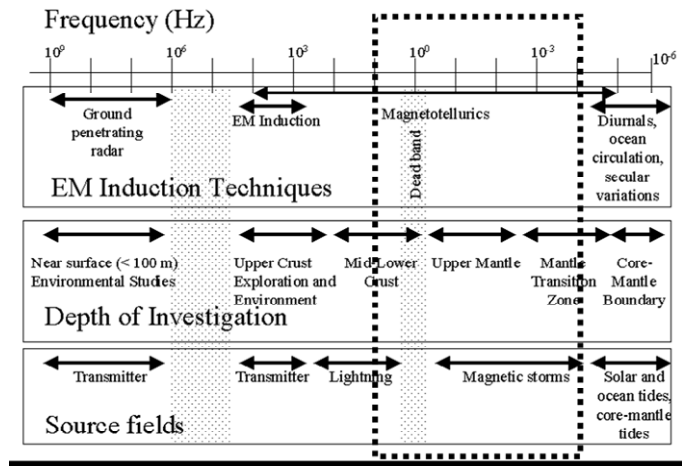 Frequency (Hz)
10⁹ 10⁶ 10³ 10⁰ 10⁻³ 10⁻⁶
Ground
penetrating
radar
EM Induction
Magnetotellurics
Dead band
Diurnals,
ocean
circulation,
secular
variations
EM Induction Techniques
Near surface (< 100 m)
Environmental Studies
Upper Crust
Exploration and
Environment
Mid-Lower
Crust
Upper Mantle
Mantle
Transition
Zone
Core-
Mantle
Boundary
Depth of Investigation
Transmitter
Transmitter
Lightning
Magnetic storms
Solar and
ocean tides,
core-mantle
tides
Source fields